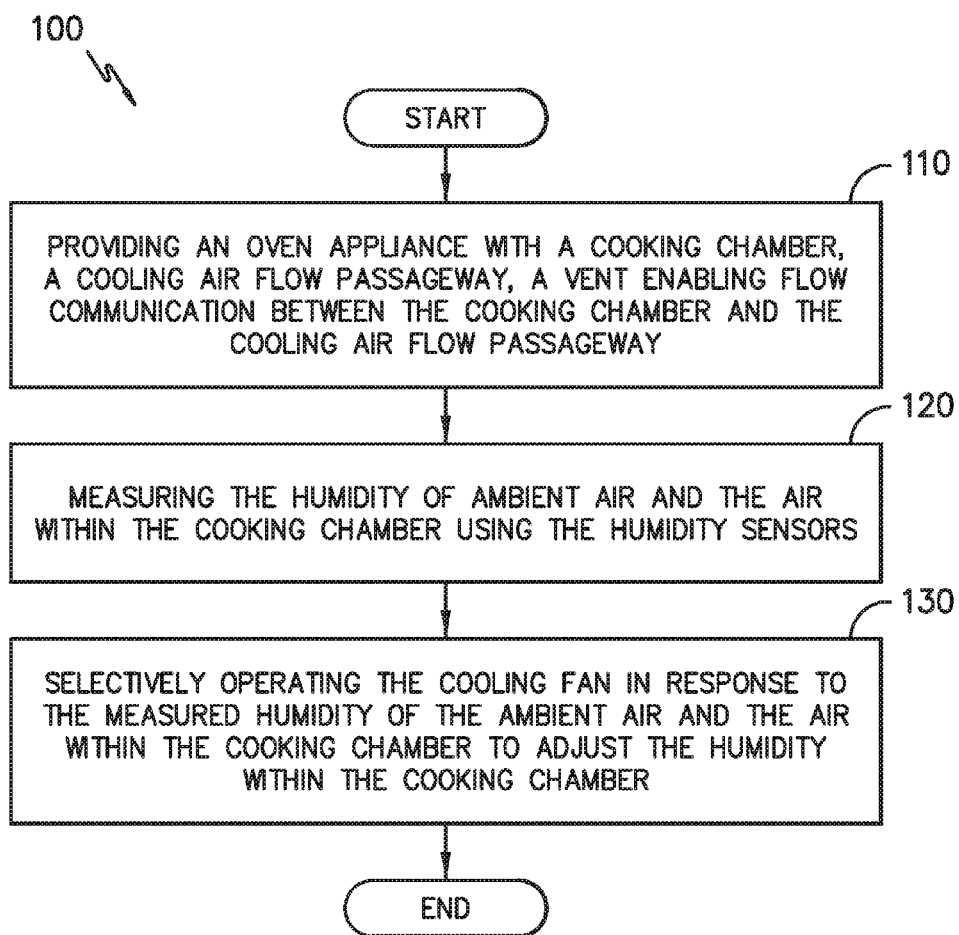 100
START
110
PROVIDING AN OVEN APPLIANCE WITH A COOKING CHAMBER,
A COOLING AIR FLOW PASSAGEWAY, A VENT ENABLING FLOW
COMMUNICATION BETWEEN THE COOKING CHAMBER AND THE
COOLING AIR FLOW PASSAGEWAY
120
MEASURING THE HUMIDITY OF AMBIENT AIR AND THE AIR
WITHIN THE COOKING CHAMBER USING THE HUMIDITY SENSORS
130
SELECTIVELY OPERATING THE COOLING FAN IN RESPONSE TO
THE MEASURED HUMIDITY OF THE AMBIENT AIR AND THE AIR
WITHIN THE COOKING CHAMBER TO ADJUST THE HUMIDITY
WITHIN THE COOKING CHAMBER
END